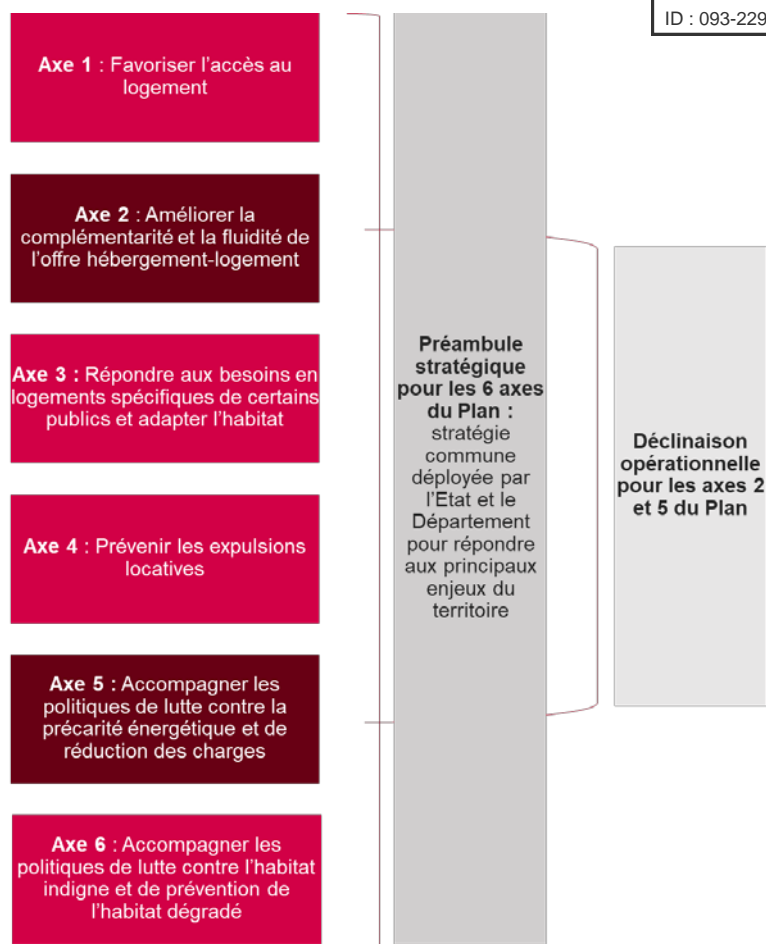 ID : 093-229
Axe 1 : Favoriser l'accès au
logement
Axe 2 : Améliorer la
complémentarité et la fluidité de
l'offre hébergement-logement
Axe 3 : Répondre aux besoins en
logements spécifiques de certains
publics et adapter l'habitat
Axe 4 : Prévenir les expulsions
locatives
Axe 5 : Accompagner les
politiques de lutte contre la
précarité énergétique et de
réduction des charges
Axe 6 : Accompagner les
politiques de lutte contre l'habitat
indigne et de prévention de
l'habitat dégradé
Préambule
stratégique
pour les 6 axes
du Plan :
stratégie
commune
déployée par
l'Etat et le
Département
pour répondre
aux principaux
enjeux du
territoire
Déclinaison
opérationnelle
pour les axes 2
et 5 du Plan